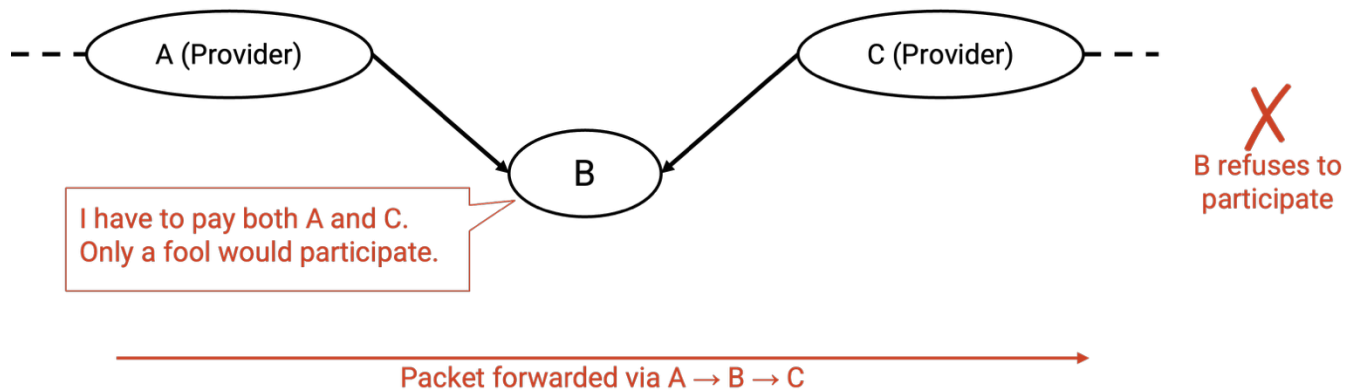 A (Provider)
C (Provider)
B
B refuses to
participate
I have to pay both A and C.
Only a fool would participate.
Packet forwarded via A → B → C